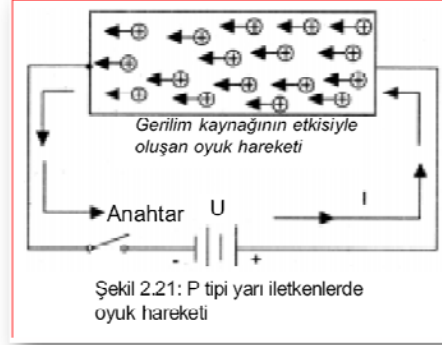 Gerilim kaynağının etkisiyle
oluşan oyuk hareketi
I
Anahtar
U
- +
Şekil 2.21: P tipi yarı iletkenlerde
oyuk hareketi